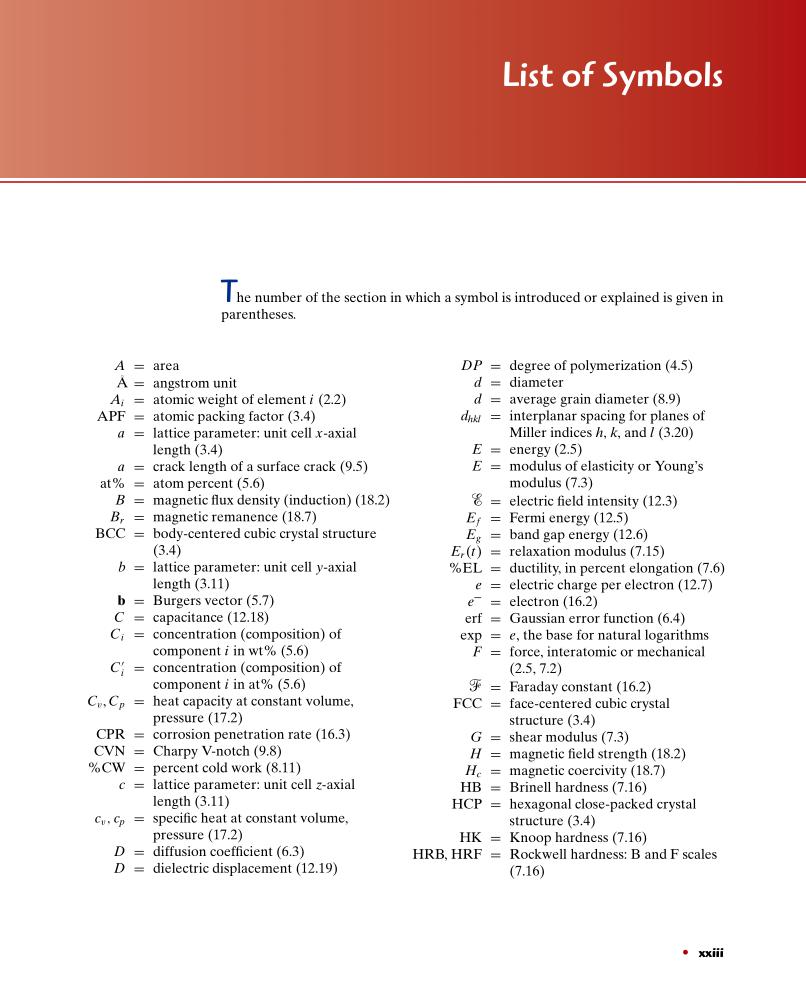 List of Symbols
The number of the section in which a symbol is introduced or explained is given in
parentheses.
A = area
Å = angstrom unit
Aᵢ = atomic weight of element i (2.2)
APF = atomic packing factor (3.4)
a = lattice parameter: unit cell x-axial
length (3.4)
a = crack length of a surface crack (9.5)
at% = atom percent (5.6)
B = magnetic flux density (induction) (18.2)
Bᵣ = magnetic remanence (18.7)
BCC = body-centered cubic crystal structure
(3.4)
b = lattice parameter: unit cell y-axial
length (3.11)
b = Burgers vector (5.7)
C = capacitance (12.18)
Cᵢ = concentration (composition) of
component i in wt% (5.6)
C′ᵢ = concentration (composition) of
component i in at% (5.6)
Cᵥ, Cₚ = heat capacity at constant volume,
pressure (17.2)
CPR = corrosion penetration rate (16.3)
CVN = Charpy V-notch (9.8)
%CW = percent cold work (8.11)
c = lattice parameter: unit cell z-axial
length (3.11)
cᵥ, cₚ = specific heat at constant volume,
pressure (17.2)
D = diffusion coefficient (6.3)
D = dielectric displacement (12.19)
DP = degree of polymerization (4.5)
d = diameter
d = average grain diameter (8.9)
d_hkl = interplanar spacing for planes of
Miller indices h, k, and l (3.20)
E = energy (2.5)
E = modulus of elasticity or Young's
modulus (7.3)
ℰ = electric field intensity (12.3)
E_f = Fermi energy (12.5)
E_g = band gap energy (12.6)
Eᵣ(t) = relaxation modulus (7.15)
%EL = ductility, in percent elongation (7.6)
e = electric charge per electron (12.7)
e⁻ = electron (16.2)
erf = Gaussian error function (6.4)
exp = e, the base for natural logarithms
F = force, interatomic or mechanical
(2.5, 7.2)
ℱ = Faraday constant (16.2)
FCC = face-centered cubic crystal
structure (3.4)
G = shear modulus (7.3)
H = magnetic field strength (18.2)
H_c = magnetic coercivity (18.7)
HB = Brinell hardness (7.16)
HCP = hexagonal close-packed crystal
structure (3.4)
HK = Knoop hardness (7.16)
HRB, HRF = Rockwell hardness: B and F scales
(7.16)
• xxiii